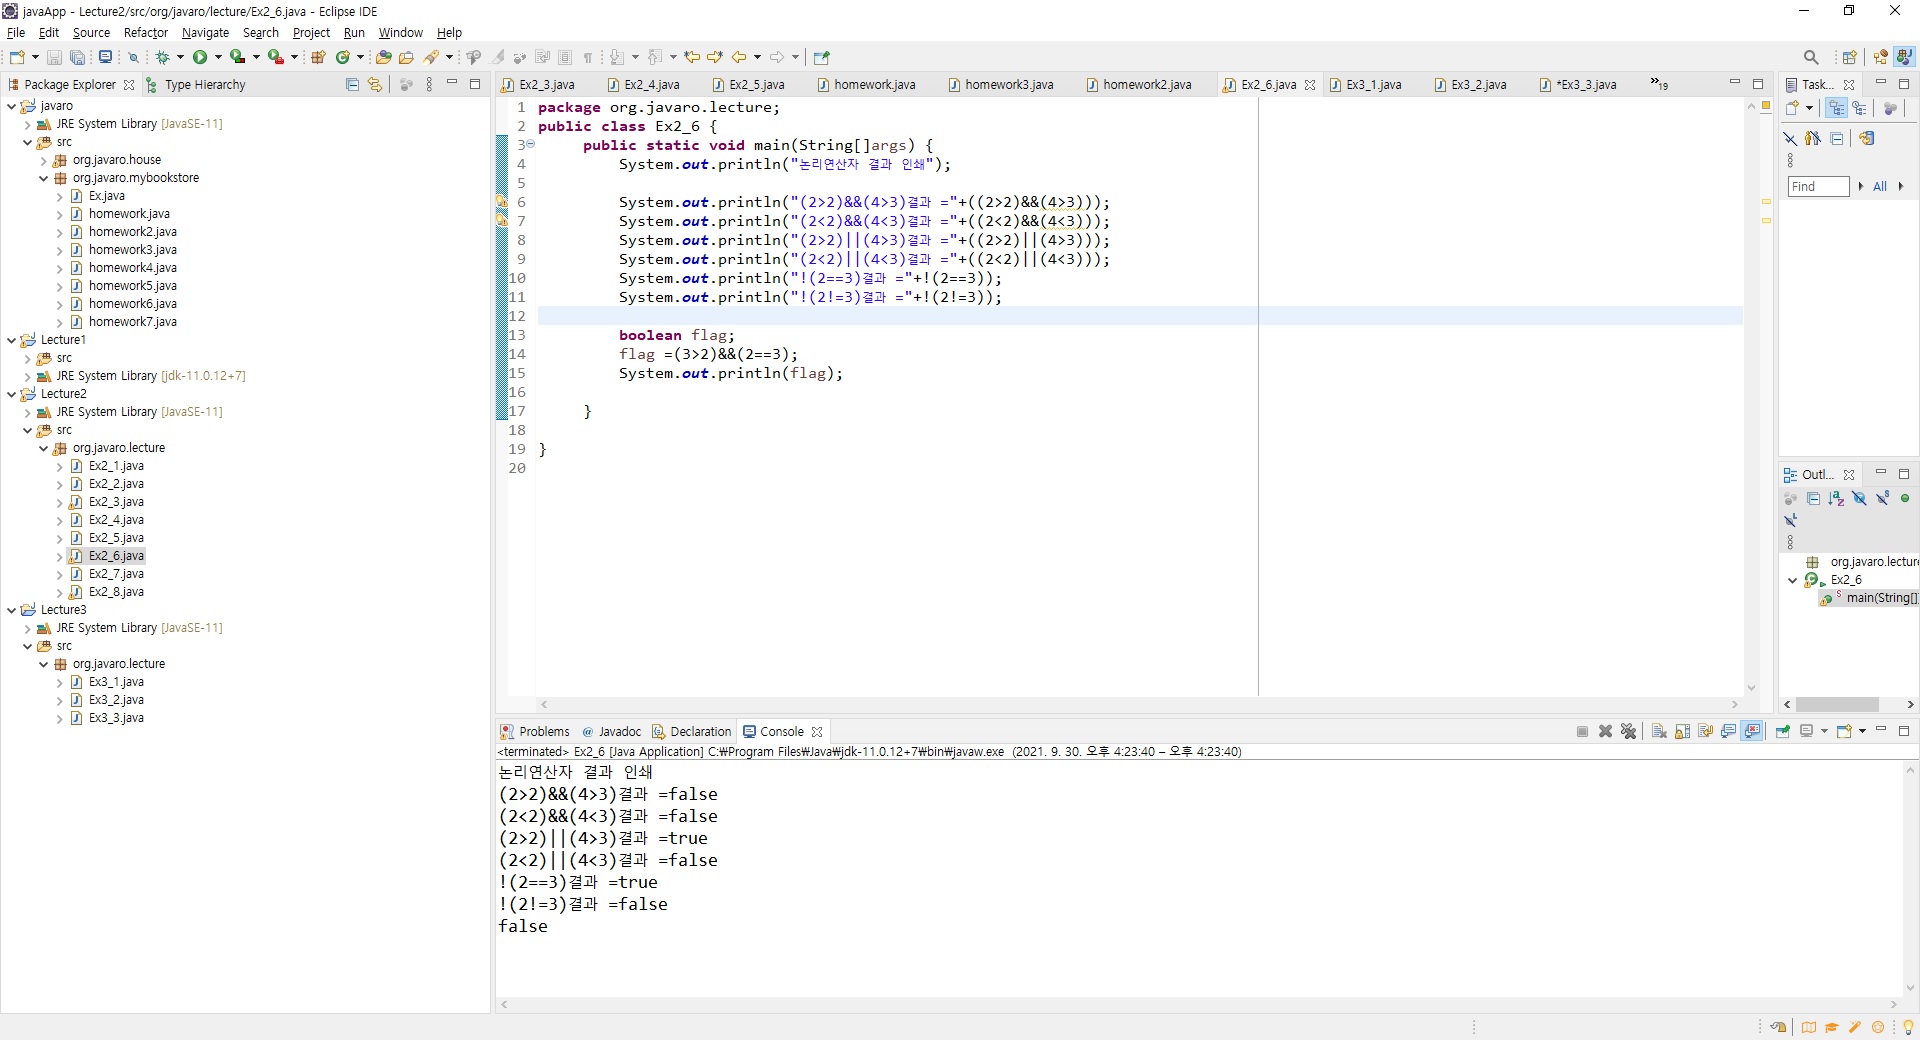 javaApp - Lecture2/src/org/javaro/lecture/Ex2_6.java - Eclipse IDE
File Edit Source Refactor Navigate Search Project Run Window Help
Package Explorer Type Hierarchy
javaro
JRE System Library [JavaSE-11]
src
org.javaro.house
org.javaro.mybookstore
Ex.java
homework.java
homework2.java
homework3.java
homework4.java
homework5.java
homework6.java
homework7.java
Lecture1
src
JRE System Library [jdk-11.0.12+7]
Lecture2
JRE System Library [JavaSE-11]
src
org.javaro.lecture
Ex2_1.java
Ex2_2.java
Ex2_3.java
Ex2_4.java
Ex2_5.java
Ex2_6.java
Ex2_7.java
Ex2_8.java
Lecture3
JRE System Library [JavaSE-11]
src
org.javaro.lecture
Ex3_1.java
Ex3_2.java
Ex3_3.java
Ex2_3.java Ex2_4.java Ex2_5.java homework.java homework3.java homework2.java Ex2_6.java Ex3_1.java Ex3_2.java *Ex3_3.java »19
1 package org.javaro.lecture;
2 public class Ex2_6 {
3 public static void main(String[]args) {
4 System.out.println("논리연산자 결과 인쇄");
5
6 System.out.println("(2>2)&&(4>3)결과 ="+((2>2)&&(4>3)));
7 System.out.println("(2<2)&&(4<3)결과 ="+((2<2)&&(4<3)));
8 System.out.println("(2>2)||(4>3)결과 ="+((2>2)||(4>3)));
9 System.out.println("(2<2)||(4<3)결과 ="+((2<2)||(4<3)));
10 System.out.println("!(2==3)결과 ="+!(2==3));
11 System.out.println("!(2!=3)결과 ="+!(2!=3));
12
13 boolean flag;
14 flag =(3>2)&&(2==3);
15 System.out.println(flag);
16
17 }
18
19 }
20
Task...
Find All
Outl...
org.javaro.lecture
Ex2_6
main(String[]
Problems @ Javadoc Declaration Console
<terminated> Ex2_6 [Java Application] C:₩Program Files₩Java₩jdk-11.0.12+7₩bin₩javaw.exe (2021. 9. 30. 오후 4:23:40 – 오후 4:23:40)
논리연산자 결과 인쇄
(2>2)&&(4>3)결과 =false
(2<2)&&(4<3)결과 =false
(2>2)||(4>3)결과 =true
(2<2)||(4<3)결과 =false
!(2==3)결과 =true
!(2!=3)결과 =false
false